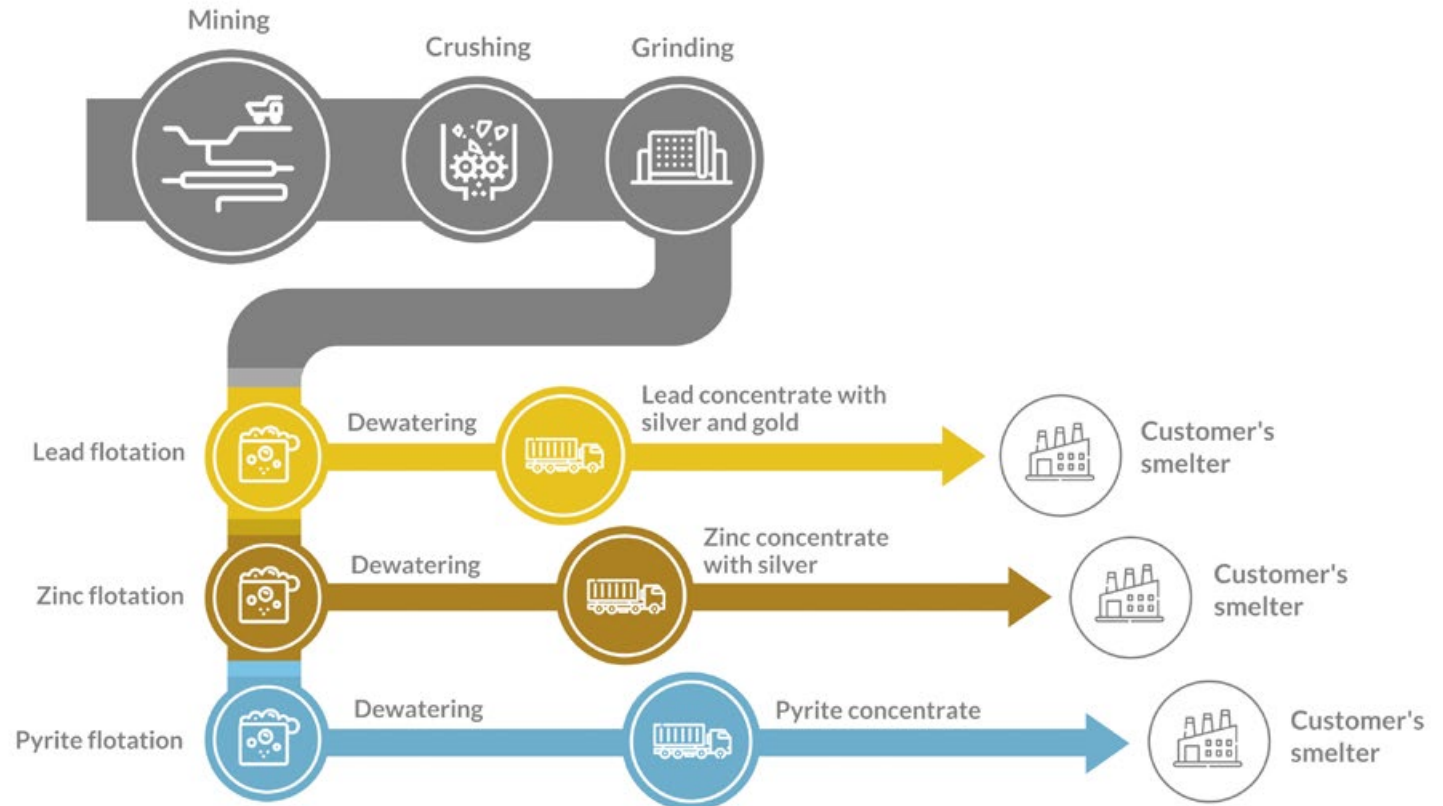 Mining
Crushing
Grinding
Lead flotation
Dewatering
Lead concentrate with
silver and gold
Customer's
smelter
Zinc flotation
Dewatering
Zinc concentrate
with silver
Customer's
smelter
Pyrite flotation
Dewatering
Pyrite concentrate
Customer's
smelter